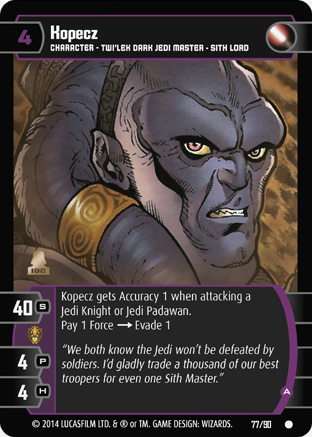 4
Kopecz
CHARACTER - TWI'LEK DARK JEDI MASTER - SITH LORD
IDC
40 S
Kopecz gets Accuracy 1 when attacking a
Jedi Knight or Jedi Padawan.
Pay 1 Force → Evade 1
4 P
"We both know the Jedi won't be defeated by
soldiers. I'd gladly trade a thousand of our best
troopers for even one Sith Master."
4 H
A
© 2014 LUCASFILM LTD. & ® OR TM. GAME DESIGN: WIZARDS.
77/90